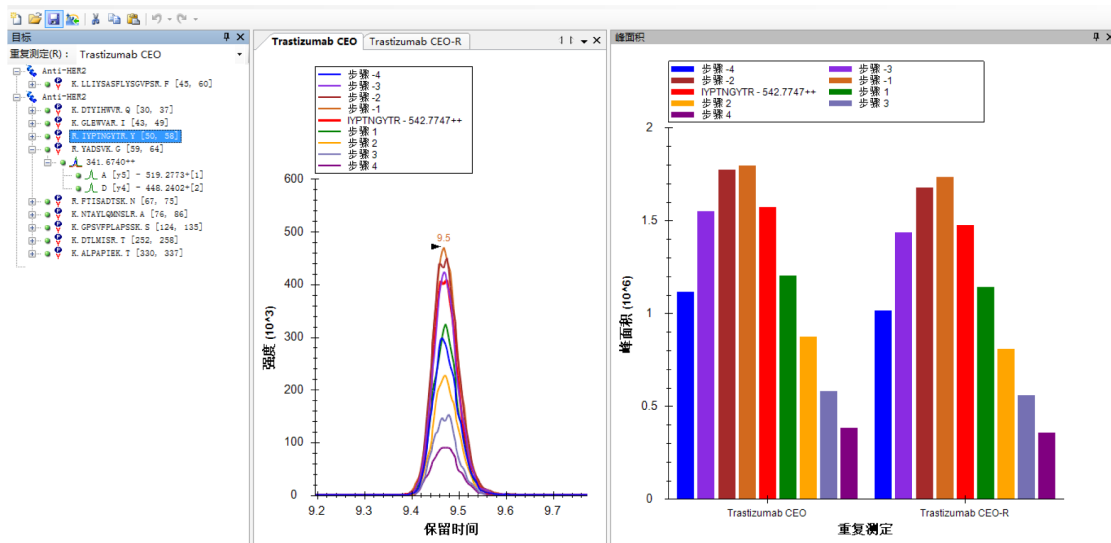 目标
重复测定(R)： Trastizumab CEO
Anti-HER2
K.LLIYSASFLYSGVPSR.F [45, 60]
Anti-HER2
K.DTYIHWVR.Q [30, 37]
K.GLEWVAR.I [43, 49]
R.IYPTNGYTR.Y [50, 58]
R.YADSVK.G [59, 64]
341.6740++
A [y5] - 519.2773+[1]
D [y4] - 448.2402+[2]
R.FTISADTSK.N [67, 75]
K.NTAYLQMNSLR.A [76, 86]
K.GPSVFPLAPSSK.S [124, 135]
K.DTLMISR.T [252, 258]
K.ALPAPIEK.T [330, 337]
Trastizumab CEO Trastizumab CEO-R
步骤 -4
步骤 -3
步骤 -2
步骤 -1
IYPTNGYTR - 542.7747++
步骤 1
步骤 2
步骤 3
步骤 4
600
500
400
300
200
100
0
强度 (10^3)
9.5
9.2 9.3 9.4 9.5 9.6 9.7
保留时间
峰面积
步骤 -4 步骤 -3
步骤 -2 步骤 -1
IYPTNGYTR - 542.7747++ 步骤 1
步骤 2 步骤 3
步骤 4
2
1.5
1
0.5
0
峰面积 (10^6)
Trastizumab CEO Trastizumab CEO-R
重复测定